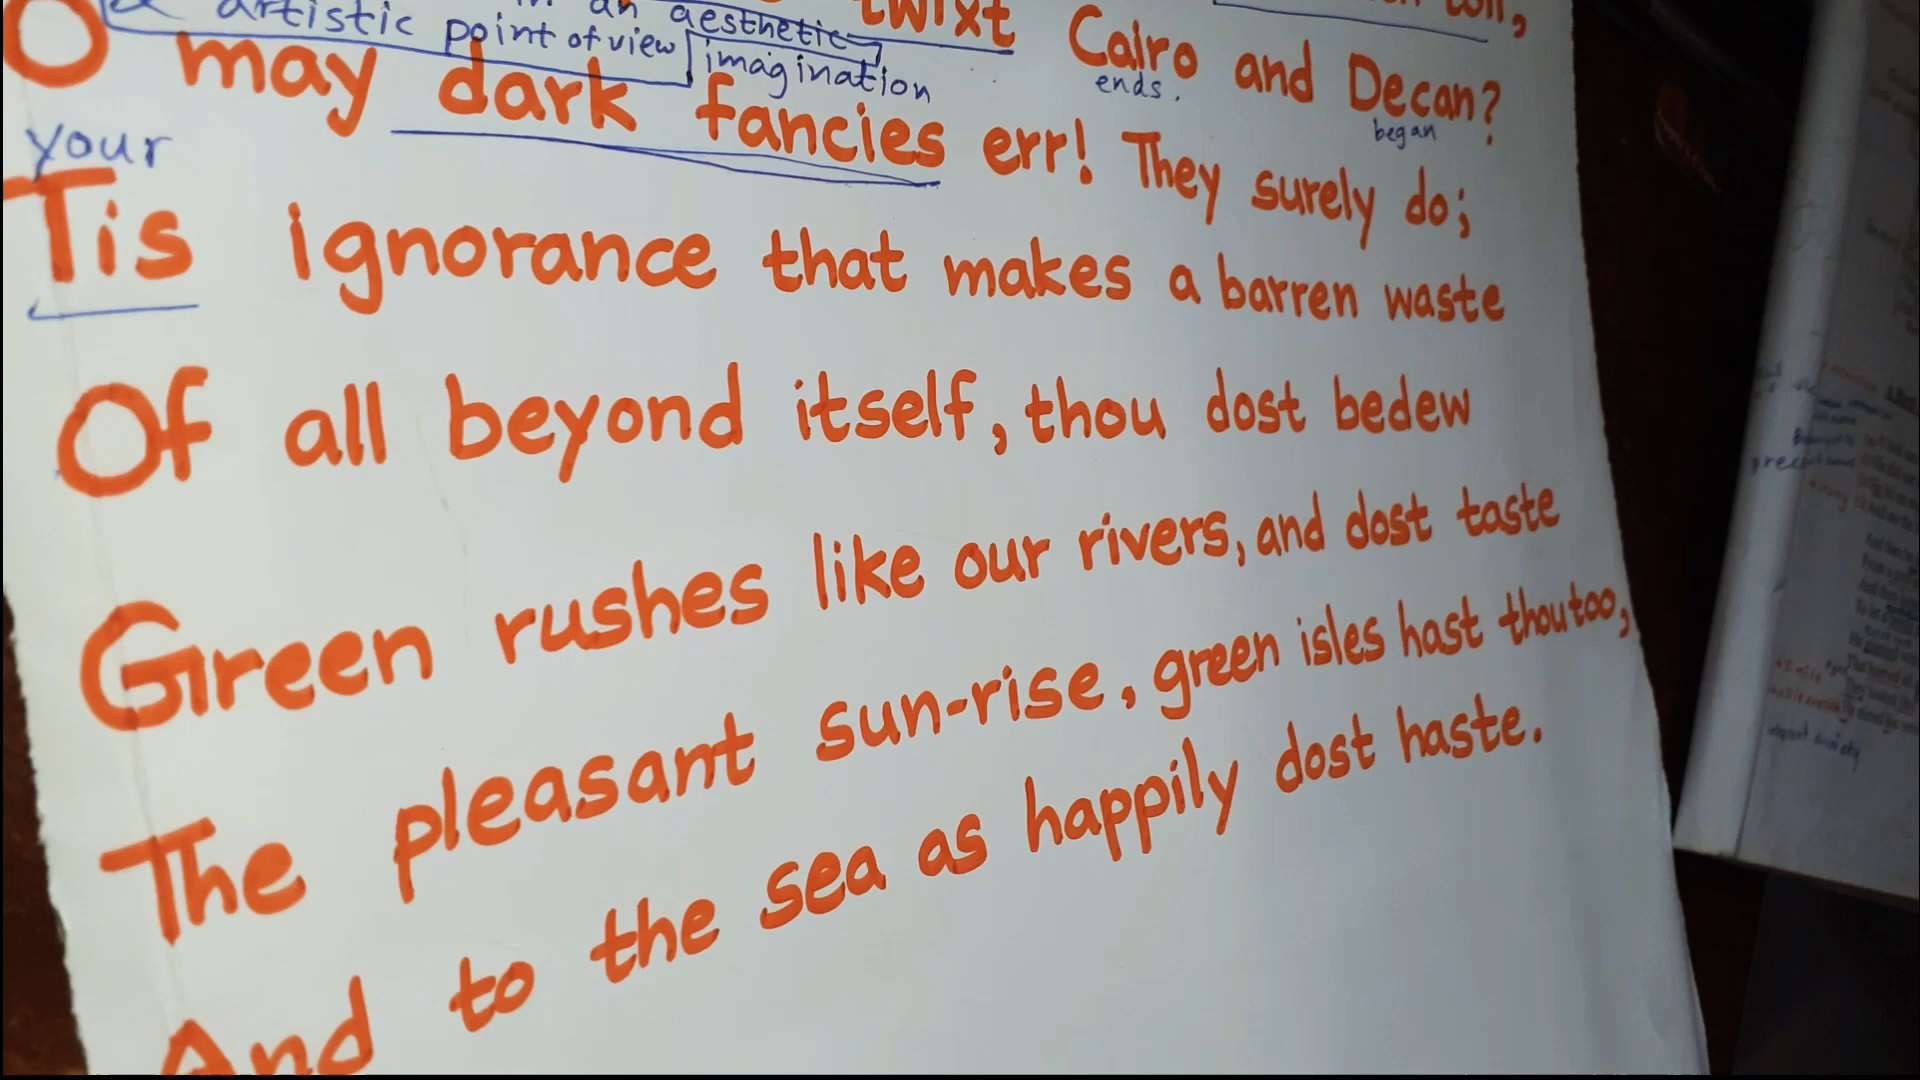 & artistic point of view
in an aesthetic
imagination
twixt Cairo and Decan?
ends.
began
O may dark fancies err! They surely do;
your
Tis ignorance that makes a barren waste
Of all beyond itself, thou dost bedew
Green rushes like our rivers, and dost taste
The pleasant sun-rise, green isles hast thou too,
And to the sea as happily dost haste.